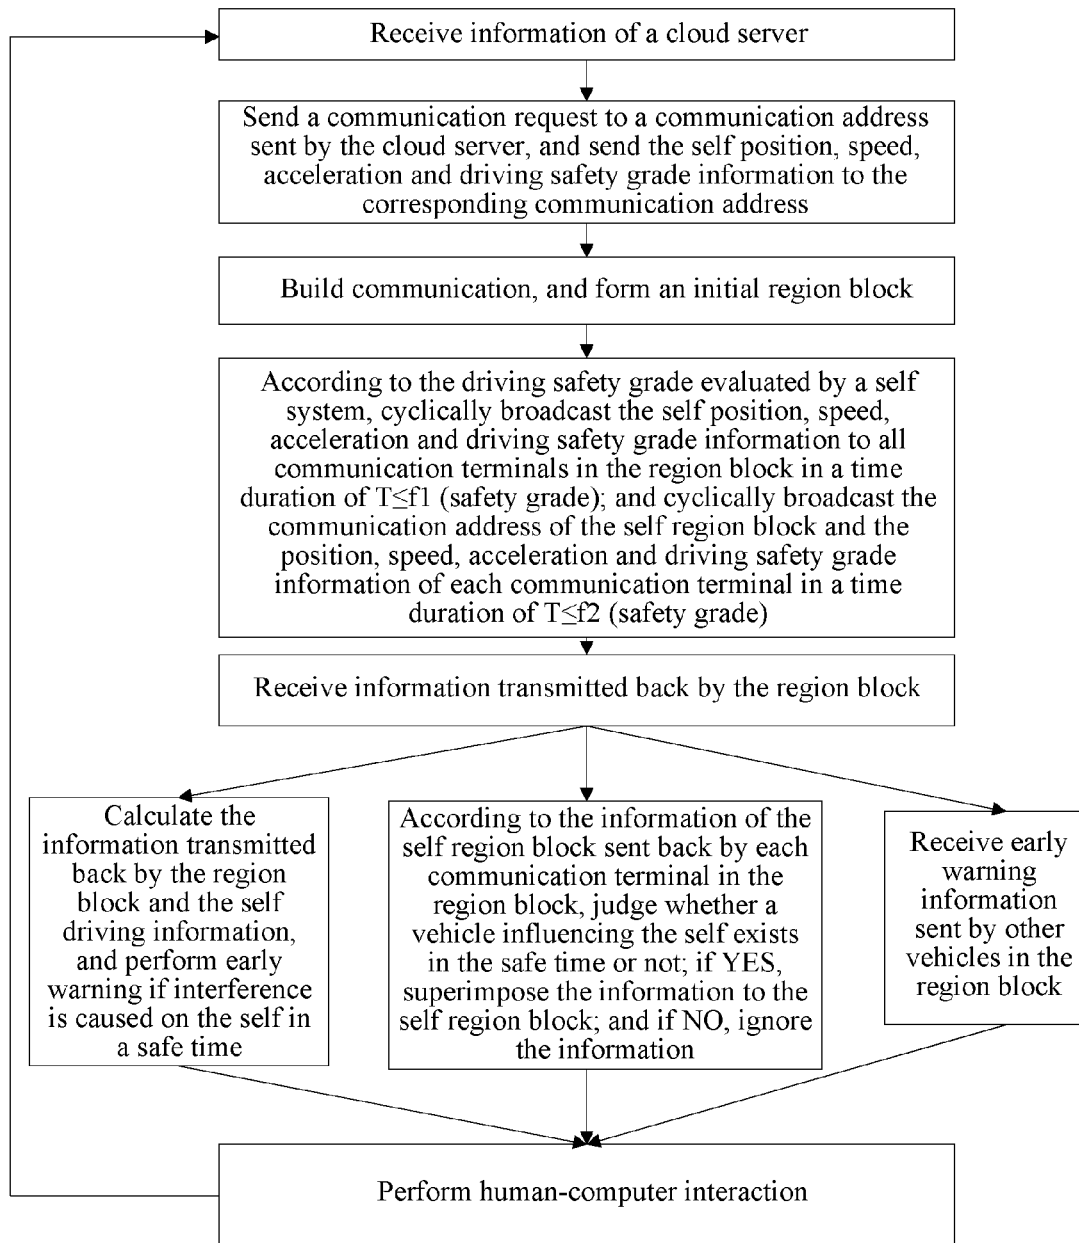 Receive information of a cloud server
Send a communication request to a communication address
sent by the cloud server, and send the self position, speed,
acceleration and driving safety grade information to the
corresponding communication address
Build communication, and form an initial region block
According to the driving safety grade evaluated by a self
system, cyclically broadcast the self position, speed,
acceleration and driving safety grade information to all
communication terminals in the region block in a time
duration of T≤f1 (safety grade); and cyclically broadcast the
communication address of the self region block and the
position, speed, acceleration and driving safety grade
information of each communication terminal in a time
duration of T≤f2 (safety grade)
Receive information transmitted back by the region block
Calculate the
information transmitted
back by the region
block and the self
driving information,
and perform early
warning if interference
is caused on the self in
a safe time
According to the information of the
self region block sent back by each
communication terminal in the
region block, judge whether a
vehicle influencing the self exists
in the safe time or not; if YES,
superimpose the information to the
self region block; and if NO, ignore
the information
Receive early
warning
information
sent by other
vehicles in the
region block
Perform human-computer interaction